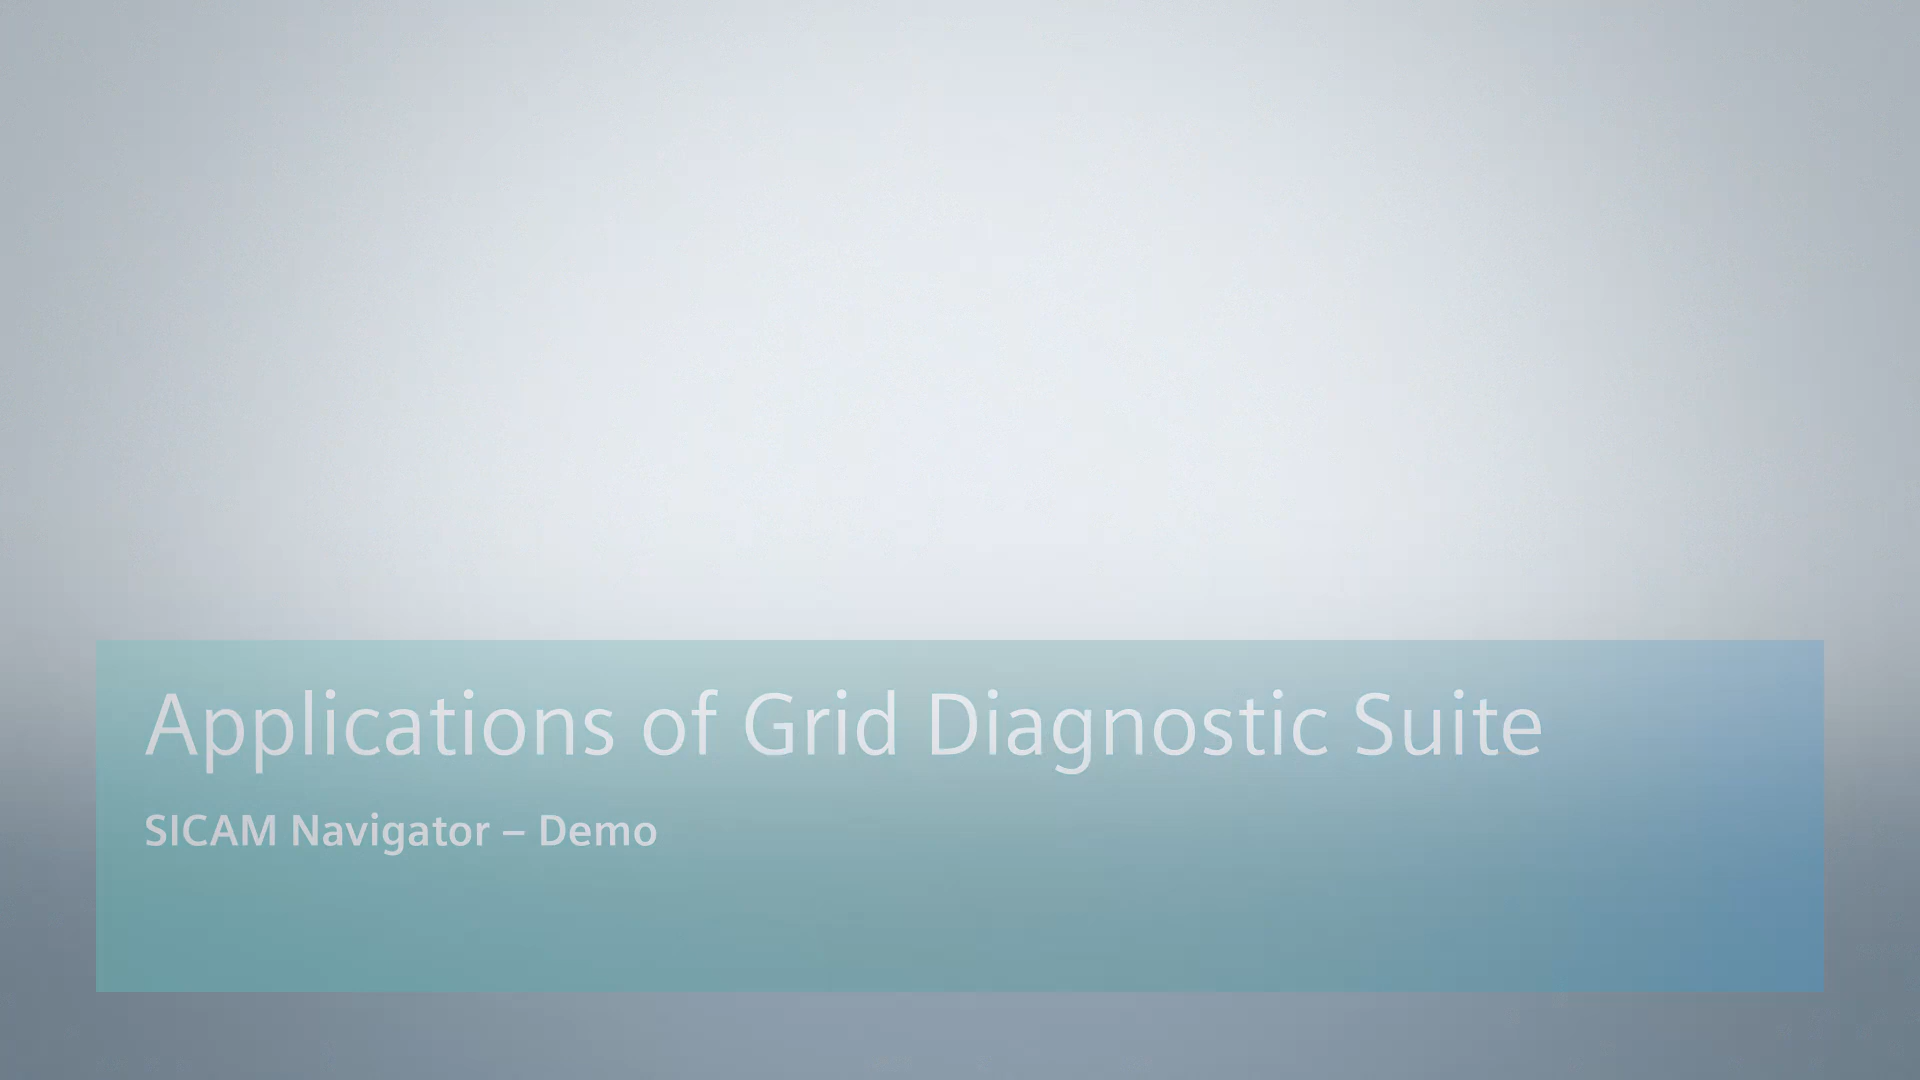 Applications of Grid Diagnostic Suite
SICAM Navigator – Demo